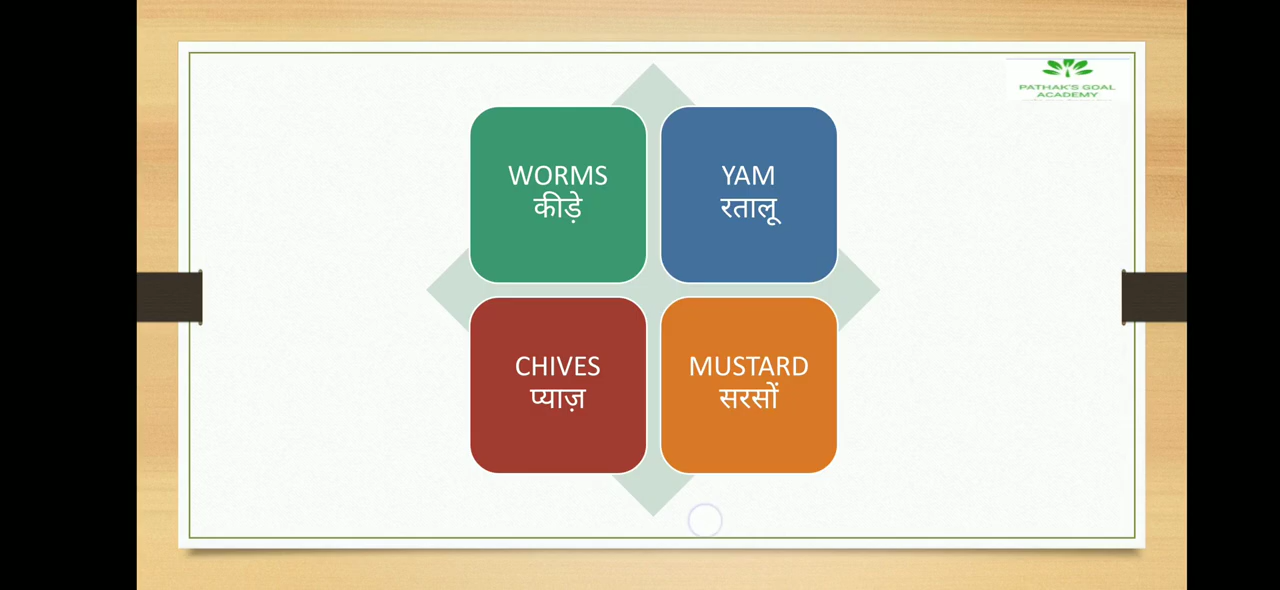 PATHAK'S GOAL
ACADEMY
WORMS
कीड़े
YAM
रतालू
CHIVES
प्याज़
MUSTARD
सरसों